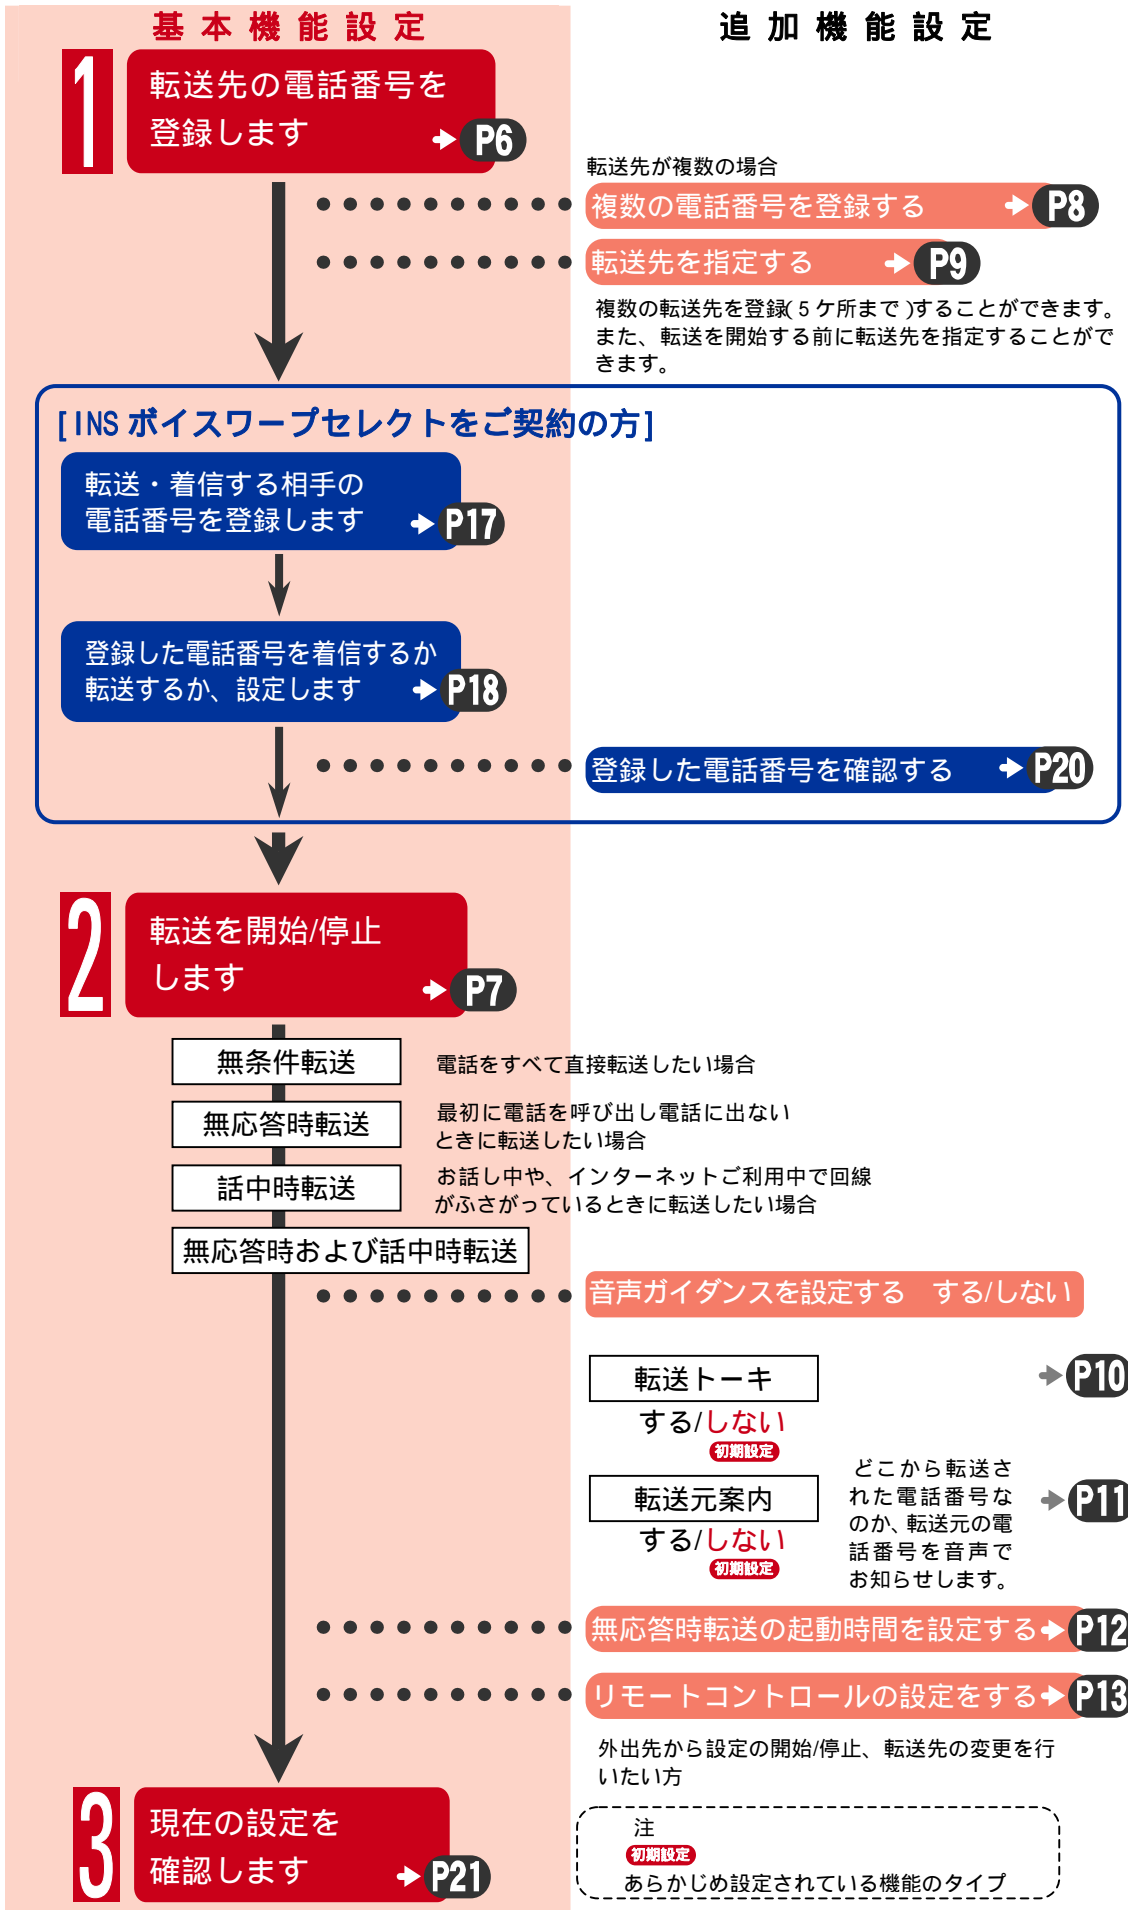 基本機能設定
追加機能設定
1
転送先の電話番号を
登録します
P6
転送先が複数の場合
複数の電話番号を登録する
P8
転送先を指定する
P9
複数の転送先を登録(5ケ所まで)することができます。
また、転送を開始する前に転送先を指定することがで
きます。
[INSボイスワープセレクトをご契約の方]
転送・着信する相手の
電話番号を登録します
P17
登録した電話番号を着信するか
転送するか、設定します
P18
登録した電話番号を確認する
P20
2
転送を開始/停止
します
P7
無条件転送
電話をすべて直接転送したい場合
無応答時転送
最初に電話を呼び出し電話に出ない
ときに転送したい場合
話中時転送
お話し中や、インターネットご利用中で回線
がふさがっているときに転送したい場合
無応答時および話中時転送
音声ガイダンスを設定する する/しない
転送トーキ
P10
する/しない
初期設定
転送元案内
する/しない
初期設定
どこから転送さ
れた電話番号な
のか、転送元の電
話番号を音声で
お知らせします。
P11
無応答時転送の起動時間を設定する
P12
リモートコントロールの設定をする
P13
外出先から設定の開始/停止、転送先の変更を行
いたい方
3
現在の設定を
確認します
P21
注
初期設定
あらかじめ設定されている機能のタイプ